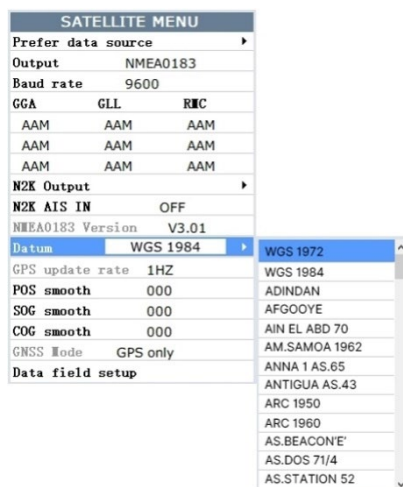 SATELLITE MENU
Prefer data source
Output NMEA0183
Baud rate 9600
GGA GLL RMC
AAM AAM AAM
AAM AAM AAM
AAM AAM AAM
N2K Output
N2K AIS IN OFF
NMEA0183 Version V3.01
Datum WGS 1984
GPS update rate 1HZ
POS smooth 000
SOG smooth 000
COG smooth 000
GNSS Mode GPS only
Data field setup
WGS 1972
WGS 1984
ADINDAN
AFGOOYE
AIN EL ABD 70
AM.SAMOA 1962
ANNA 1 AS.65
ANTIGUA AS.43
ARC 1950
ARC 1960
AS.BEACON'E'
AS.DOS 71/4
AS.STATION 52